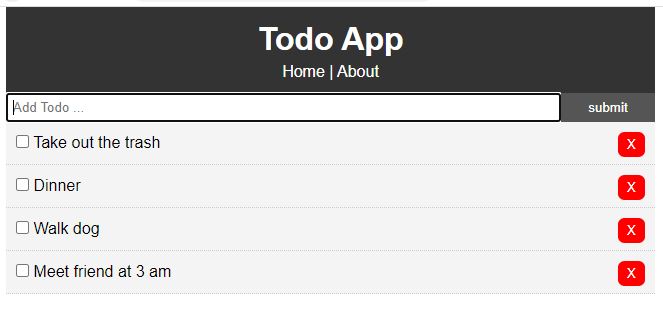 Todo App
Home | About
Add Todo ... submit
Take out the trash X
Dinner X
Walk dog X
Meet friend at 3 am X